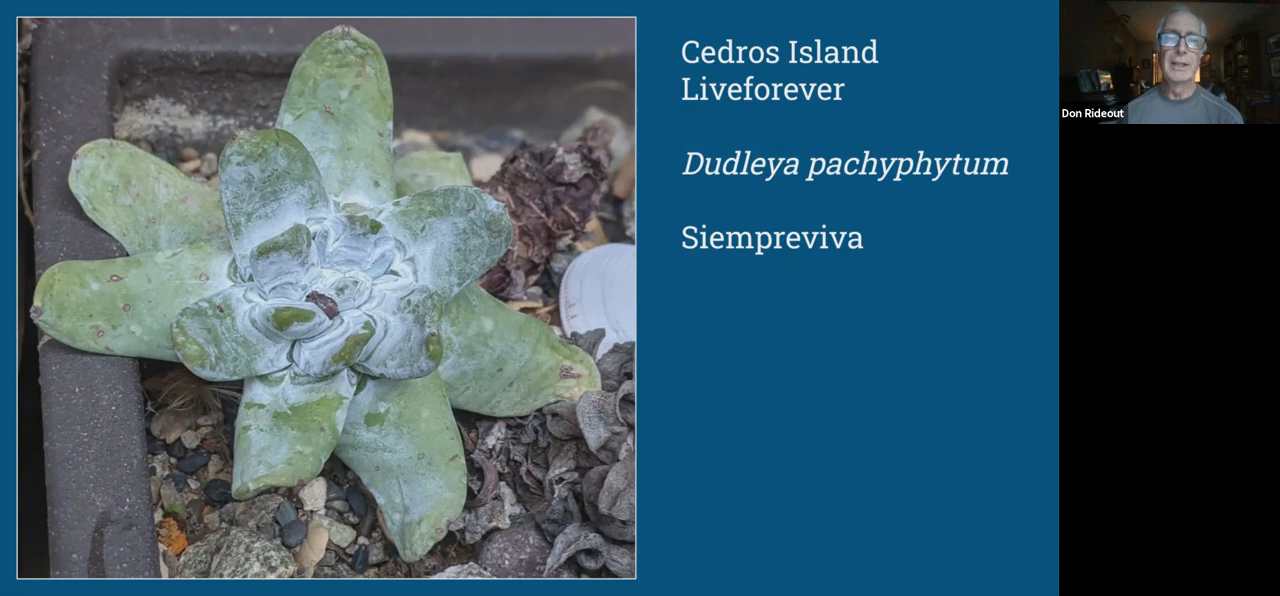 Cedros Island
Liveforever
Dudleya pachyphytum
Siempreviva
Don Rideout